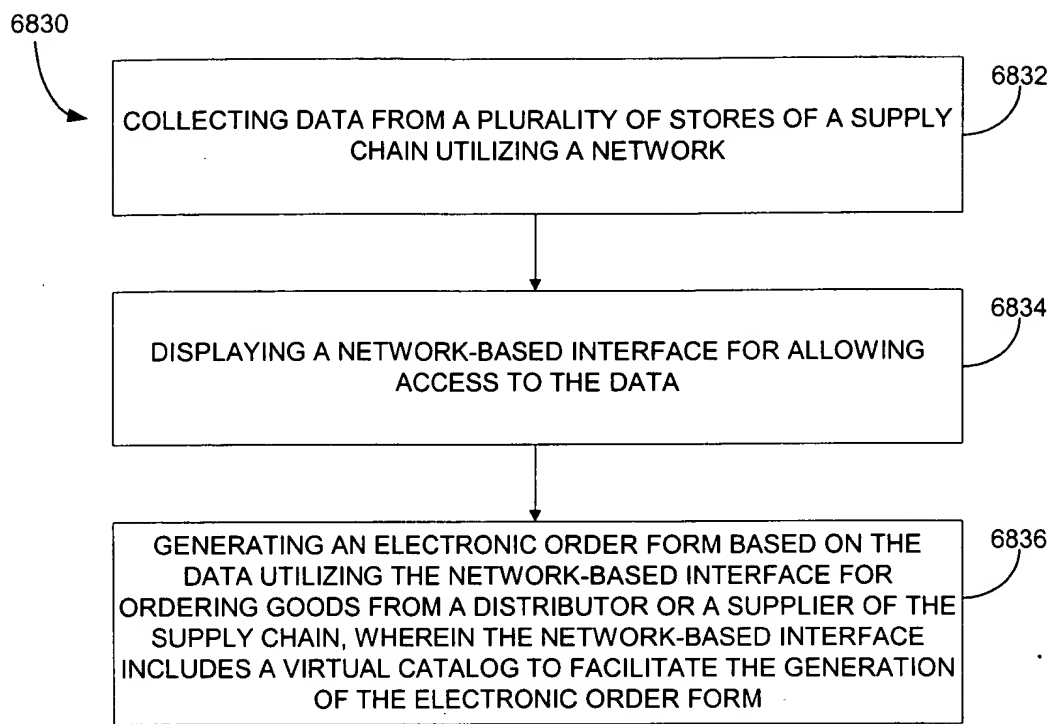 6830
6832
COLLECTING DATA FROM A PLURALITY OF STORES OF A SUPPLY
CHAIN UTILIZING A NETWORK
6834
DISPLAYING A NETWORK-BASED INTERFACE FOR ALLOWING
ACCESS TO THE DATA
6836
GENERATING AN ELECTRONIC ORDER FORM BASED ON THE
DATA UTILIZING THE NETWORK-BASED INTERFACE FOR
ORDERING GOODS FROM A DISTRIBUTOR OR A SUPPLIER OF THE
SUPPLY CHAIN, WHEREIN THE NETWORK-BASED INTERFACE
INCLUDES A VIRTUAL CATALOG TO FACILITATE THE GENERATION
OF THE ELECTRONIC ORDER FORM